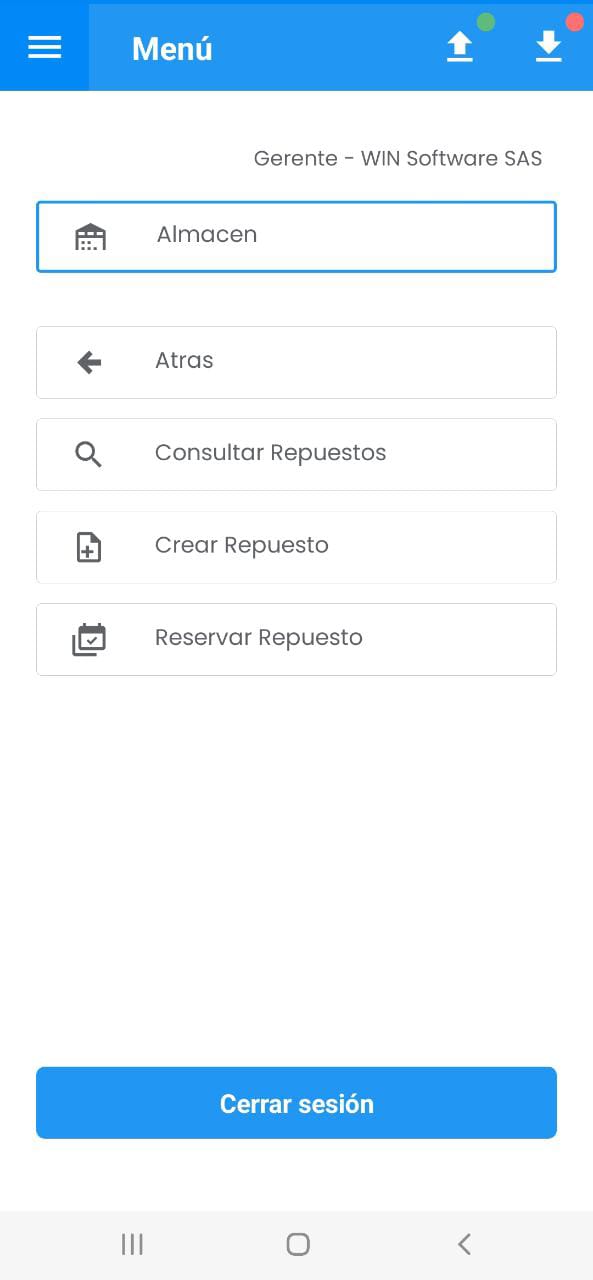 Menú
Gerente - WIN Software SAS
Almacen
Atras
Consultar Repuestos
Crear Repuesto
Reservar Repuesto
Cerrar sesión